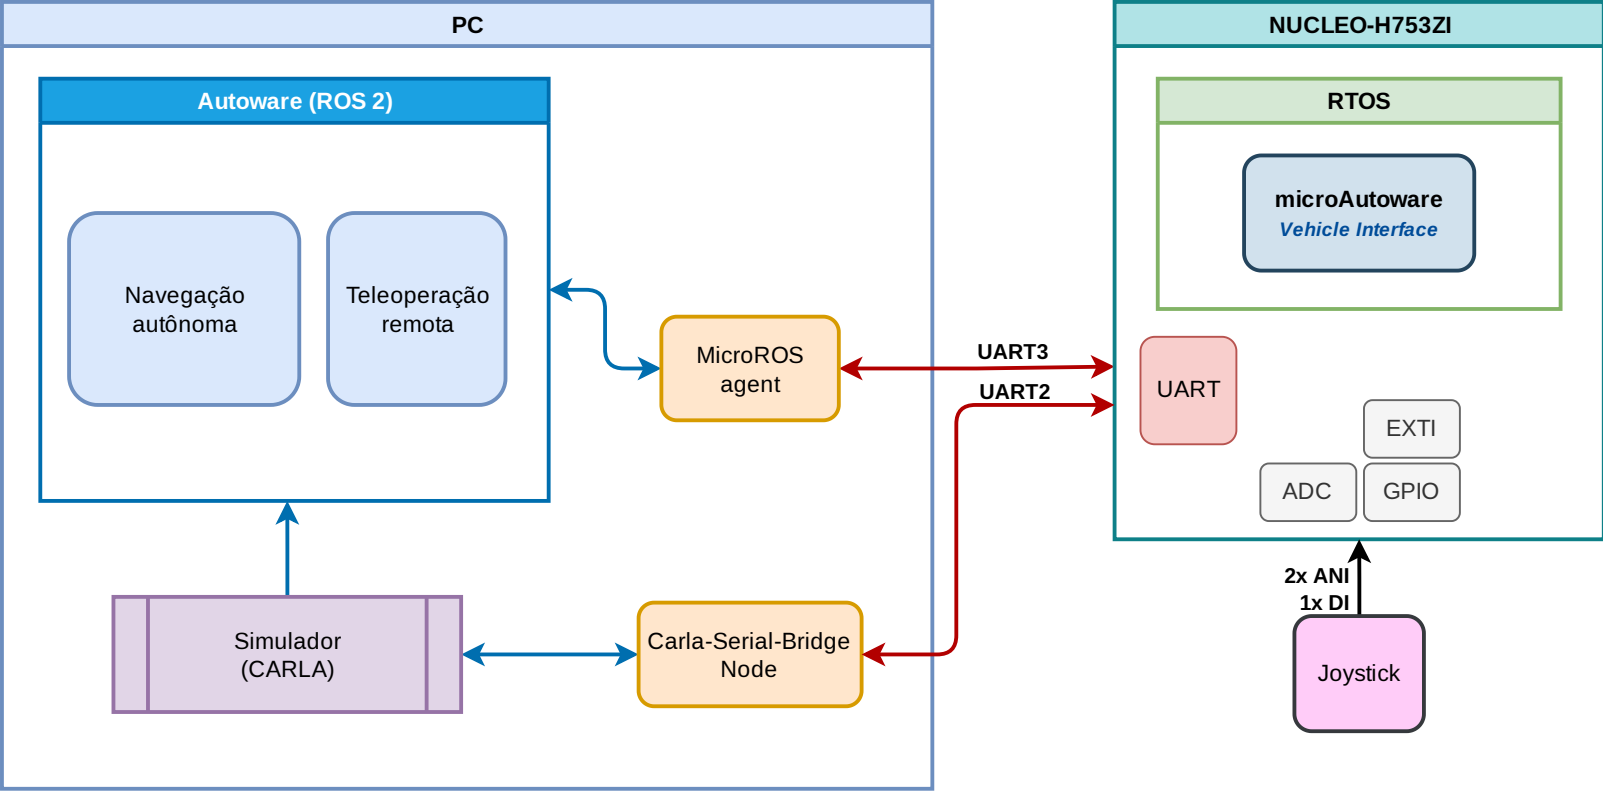 PC
Autoware (ROS 2)
Navegação
autônoma
Teleoperação
remota
MicroROS
agent
Simulador
(CARLA)
Carla-Serial-Bridge
Node
UART3
UART2
NUCLEO-H753ZI
RTOS
microAutoware
Vehicle Interface
UART
EXTI
ADC
GPIO
2x ANI
1x DI
Joystick